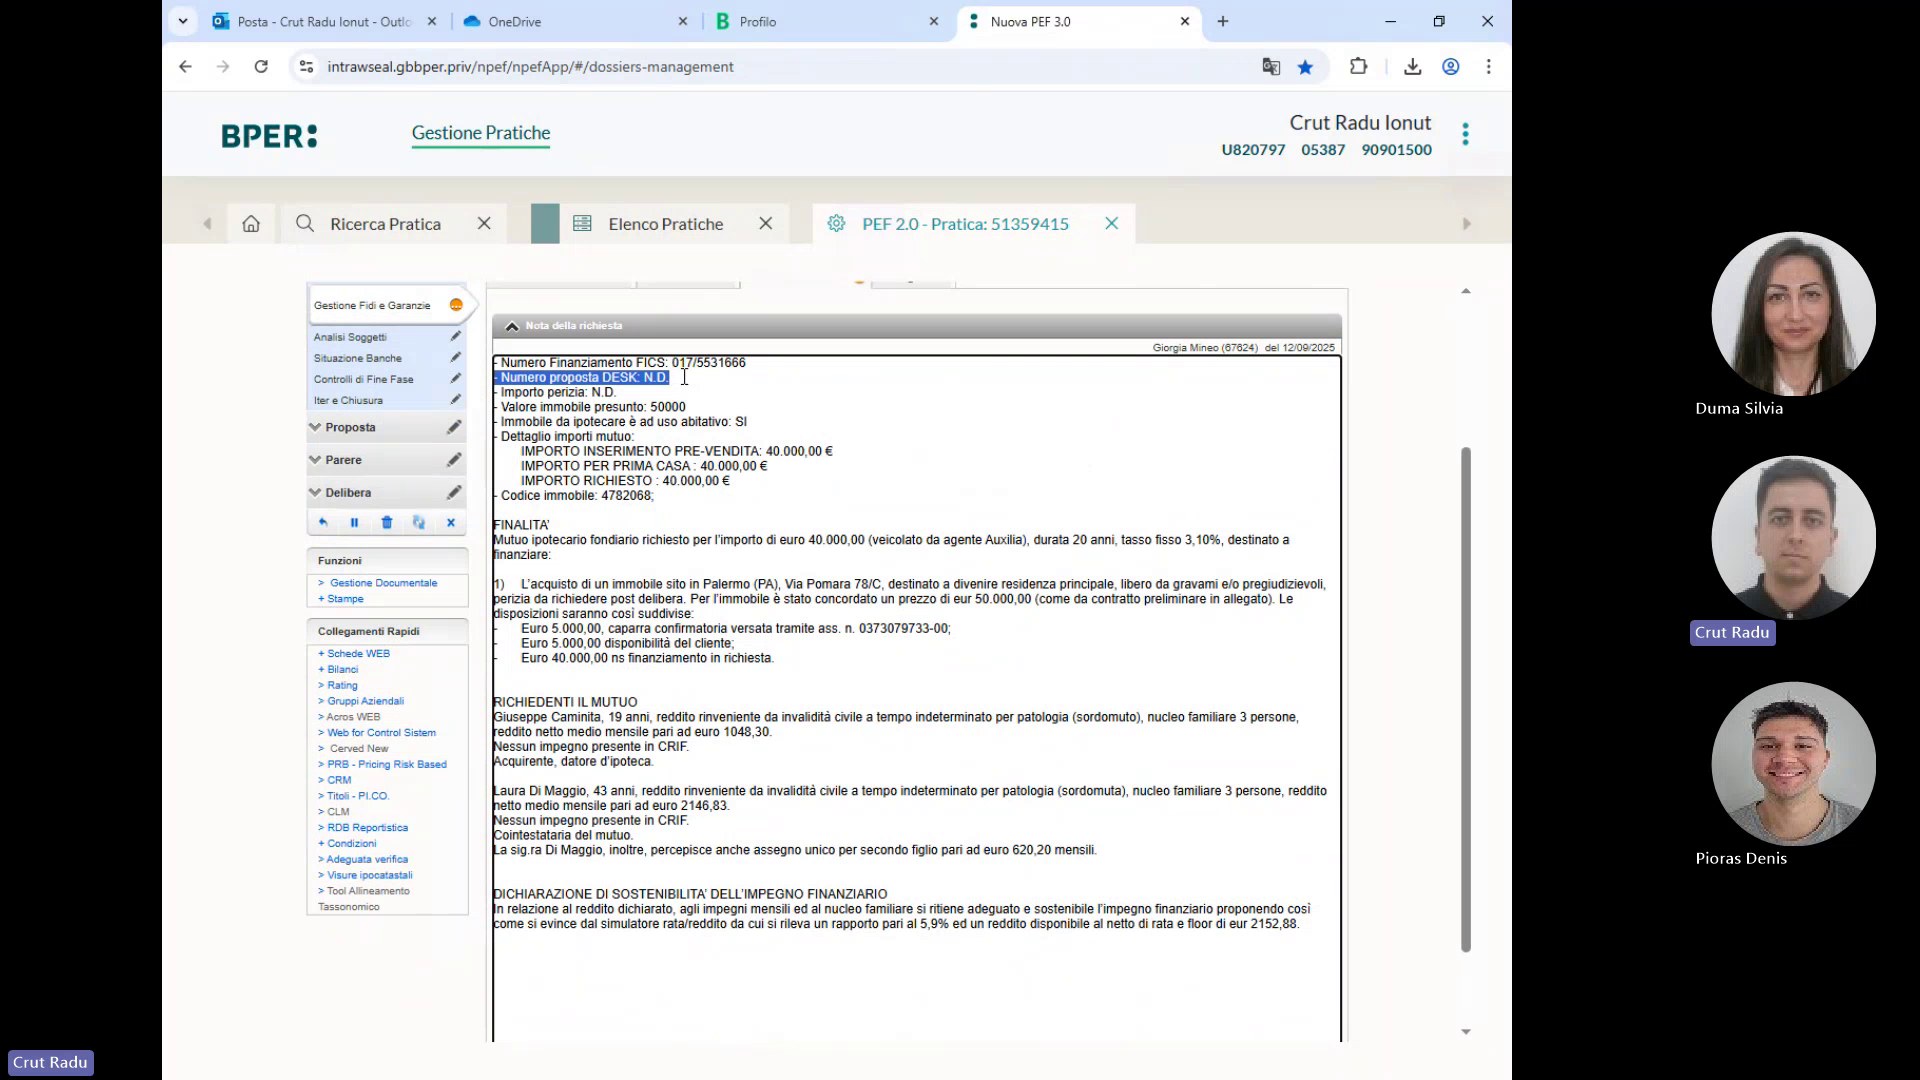 Posta - Crut Radu Ionut - Outlo
OneDrive
Profilo
Nuova PEF 3.0
intrawseal.gbbper.priv/npef/npefApp/#/dossiers-management
BPER:
Gestione Pratiche
Crut Radu Ionut
U820797 05387 90901500
Ricerca Pratica
Elenco Pratiche
PEF 2.0 - Pratica: 51359415
Gestione Fidi e Garanzie
Analisi Soggetti
Situazione Banche
Controlli di Fine Fase
Iter e Chiusura
Proposta
Parere
Delibera
Funzioni
> Gestione Documentale
+ Stampe
Collegamenti Rapidi
+ Schede WEB
+ Bilanci
> Rating
> Gruppi Aziendali
> Acros WEB
> Web for Control Sistem
> Cerved New
> PRB - Pricing Risk Based
> CRM
> Titoli - P.I.CO.
> CLM
> RDB Reportistica
+ Condizioni
> Adeguata verifica
> Visure ipocatastali
> Tool Allineamento
Tassonomico
Nota della richiesta
Giorgia Mineo (67624) del 12/09/2025
- Numero Finanziamento FICS: 017/5531666
- Numero proposta DESK: N.D.
- Importo perizia: N.D.
- Valore immobile presunto: 50000
- Immobile da ipotecare è ad uso abitativo: SI
- Dettaglio importi mutuo:
IMPORTO INSERIMENTO PRE-VENDITA: 40.000,00 €
IMPORTO PER PRIMA CASA : 40.000,00 €
IMPORTO RICHIESTO : 40.000,00 €
- Codice immobile: 4782068;
FINALITA'
Mutuo ipotecario fondiario richiesto per l'importo di euro 40.000,00 (veicolato da agente Auxilia), durata 20 anni, tasso fisso 3,10%, destinato a
finanziare:
1) L'acquisto di un immobile sito in Palermo (PA), Via Pomara 78/C, destinato a divenire residenza principale, libero da gravami e/o pregiudizievoli,
perizia da richiedere post delibera. Per l'immobile è stato concordato un prezzo di eur 50.000,00 (come da contratto preliminare in allegato). Le
disposizioni saranno così suddivise:
- Euro 5.000,00, caparra confirmatoria versata tramite ass. n. 0373079733-00;
- Euro 5.000,00 disponibilità del cliente;
- Euro 40.000,00 ns finanziamento in richiesta.
RICHIEDENTI IL MUTUO
Giuseppe Caminita, 19 anni, reddito rinveniente da invalidità civile a tempo indeterminato per patologia (sordomuto), nucleo familiare 3 persone,
reddito netto medio mensile pari ad euro 1048,30.
Nessun impegno presente in CRIF.
Acquirente, datore d'ipoteca.
Laura Di Maggio, 43 anni, reddito rinveniente da invalidità civile a tempo indeterminato per patologia (sordomuta), nucleo familiare 3 persone, reddito
netto medio mensile pari ad euro 2146,83.
Nessun impegno presente in CRIF.
Cointestataria del mutuo.
La sig.ra Di Maggio, inoltre, percepisce anche assegno unico per secondo figlio pari ad euro 620,20 mensili.
DICHIARAZIONE DI SOSTENIBILITA' DELL'IMPEGNO FINANZIARIO
In relazione al reddito dichiarato, agli impegni mensili ed al nucleo familiare si ritiene adeguato e sostenibile l'impegno finanziario proponendo così
come si evince dal simulatore rata/reddito da cui si rileva un rapporto pari al 5,9% ed un reddito disponibile al netto di rata e floor di eur 2152,88.
Duma Silvia
Crut Radu
Pioras Denis
Crut Radu